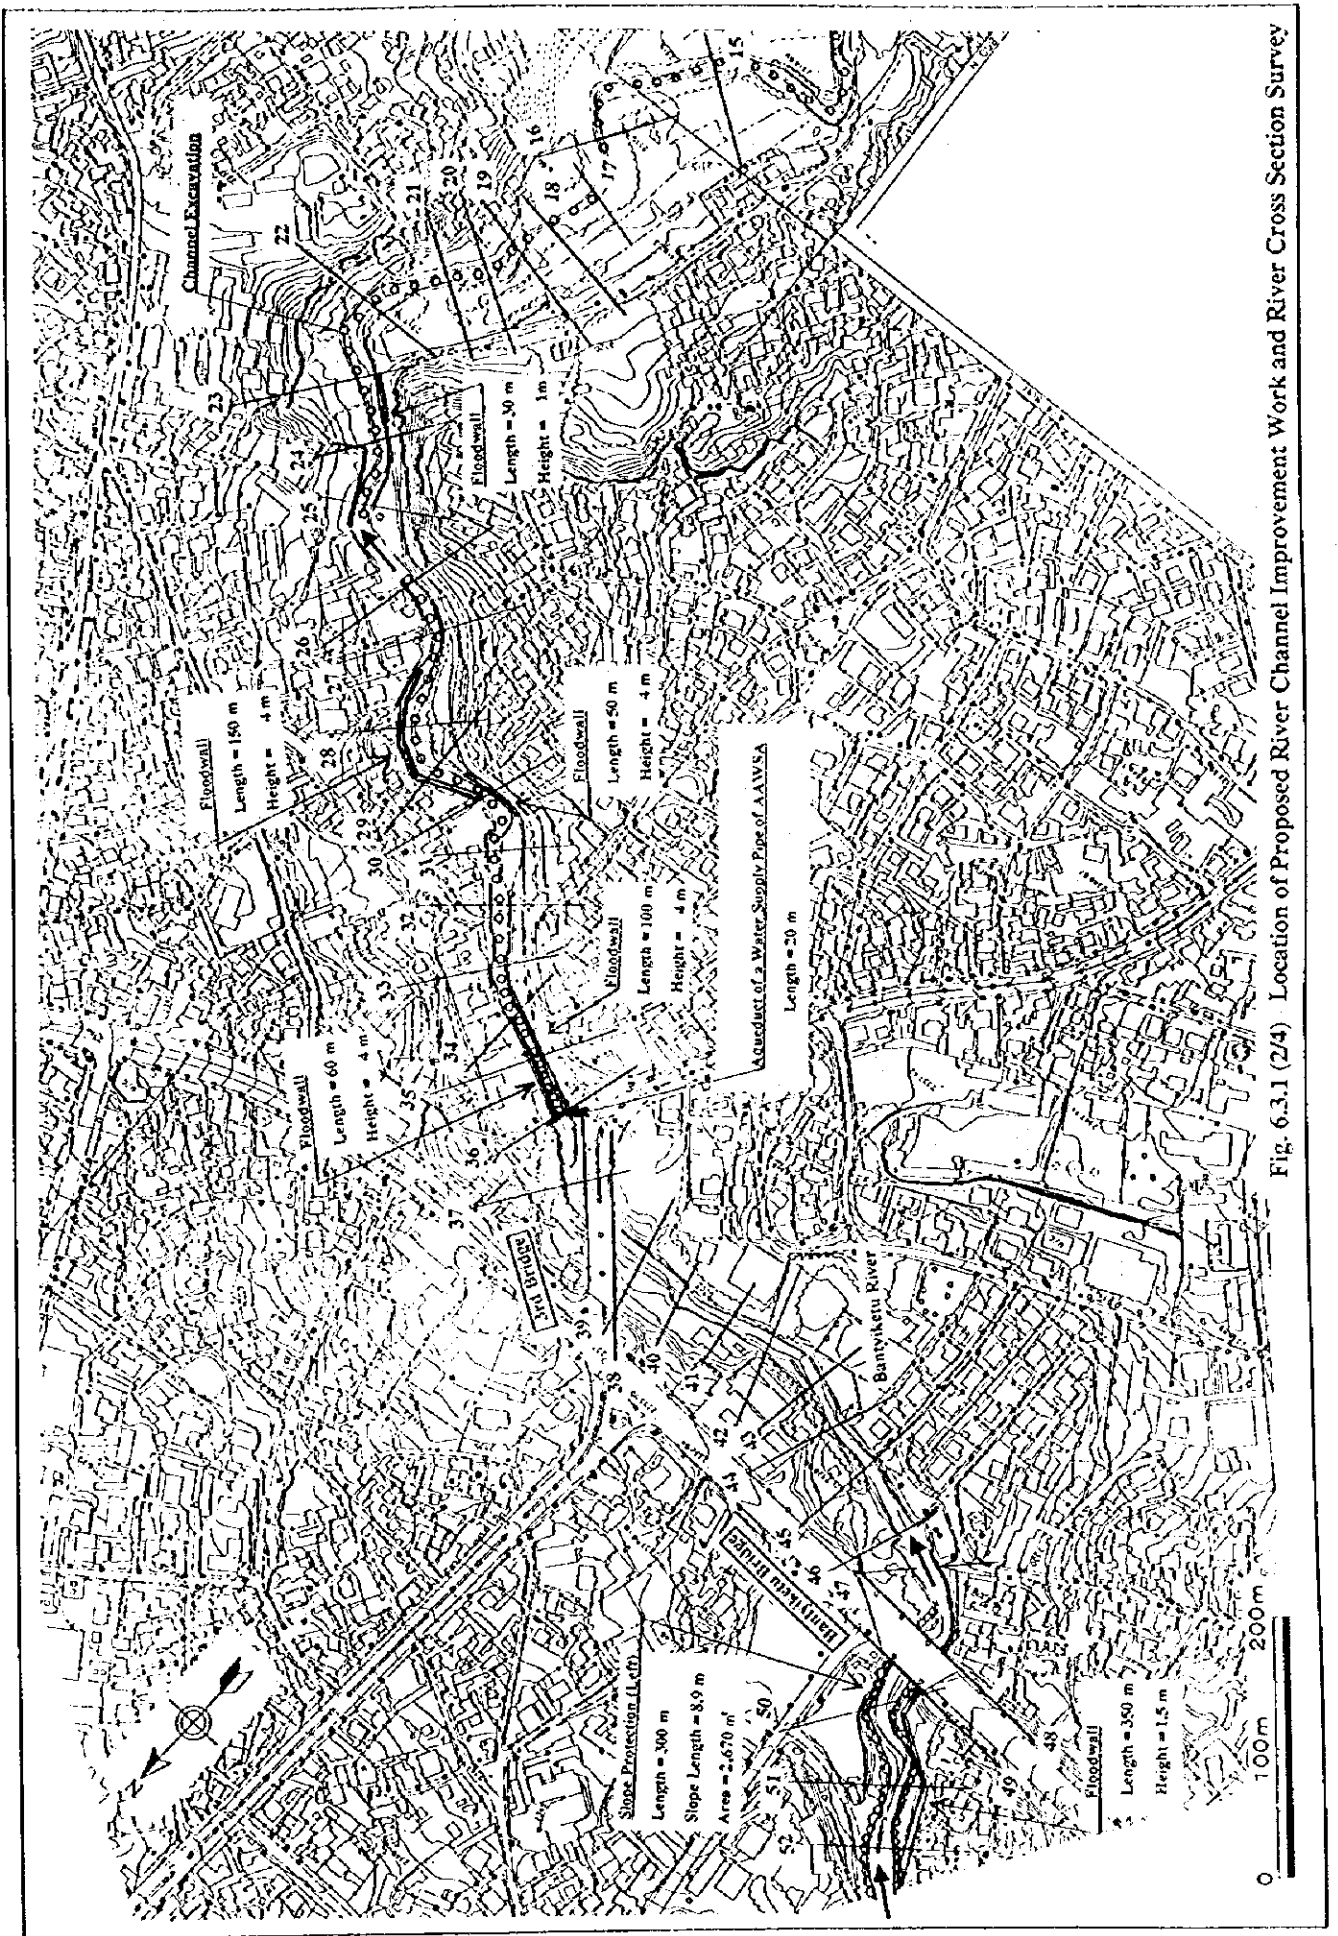 Channel Excavation
15
16
17
18
19
20
21
22
23
24
25
26
27
28
29
30
31
32
33
34
35
36
37
38
39
40
41
42
43
44
45
46
47
48
49
50
51
52
Floodwall
Length = 30 m
Height = 1m
Floodwall
Length = 150 m
Height = 4 m
Floodwall
Length = 50 m
Height = 4 m
Floodwall
Length = 100 m
Height = 4 m
Floodwall
Length = 60 m
Height = 4 m
Aqueduct of a Water Supply Pipe of AAWSA
Length = 20 m
3rd Bridge
Bantyiketu River
Bantyiketu Bridge
Slope Protection (Left)
Length = 300 m
Slope Length = 8.9 m
Area = 2,670 m²
Floodwall
Length = 350 m
Height = 1.5 m
N
0 100m 200m
Fig. 6.3.1 (2/4) Location of Proposed River Channel Improvement Work and River Cross Section Survey